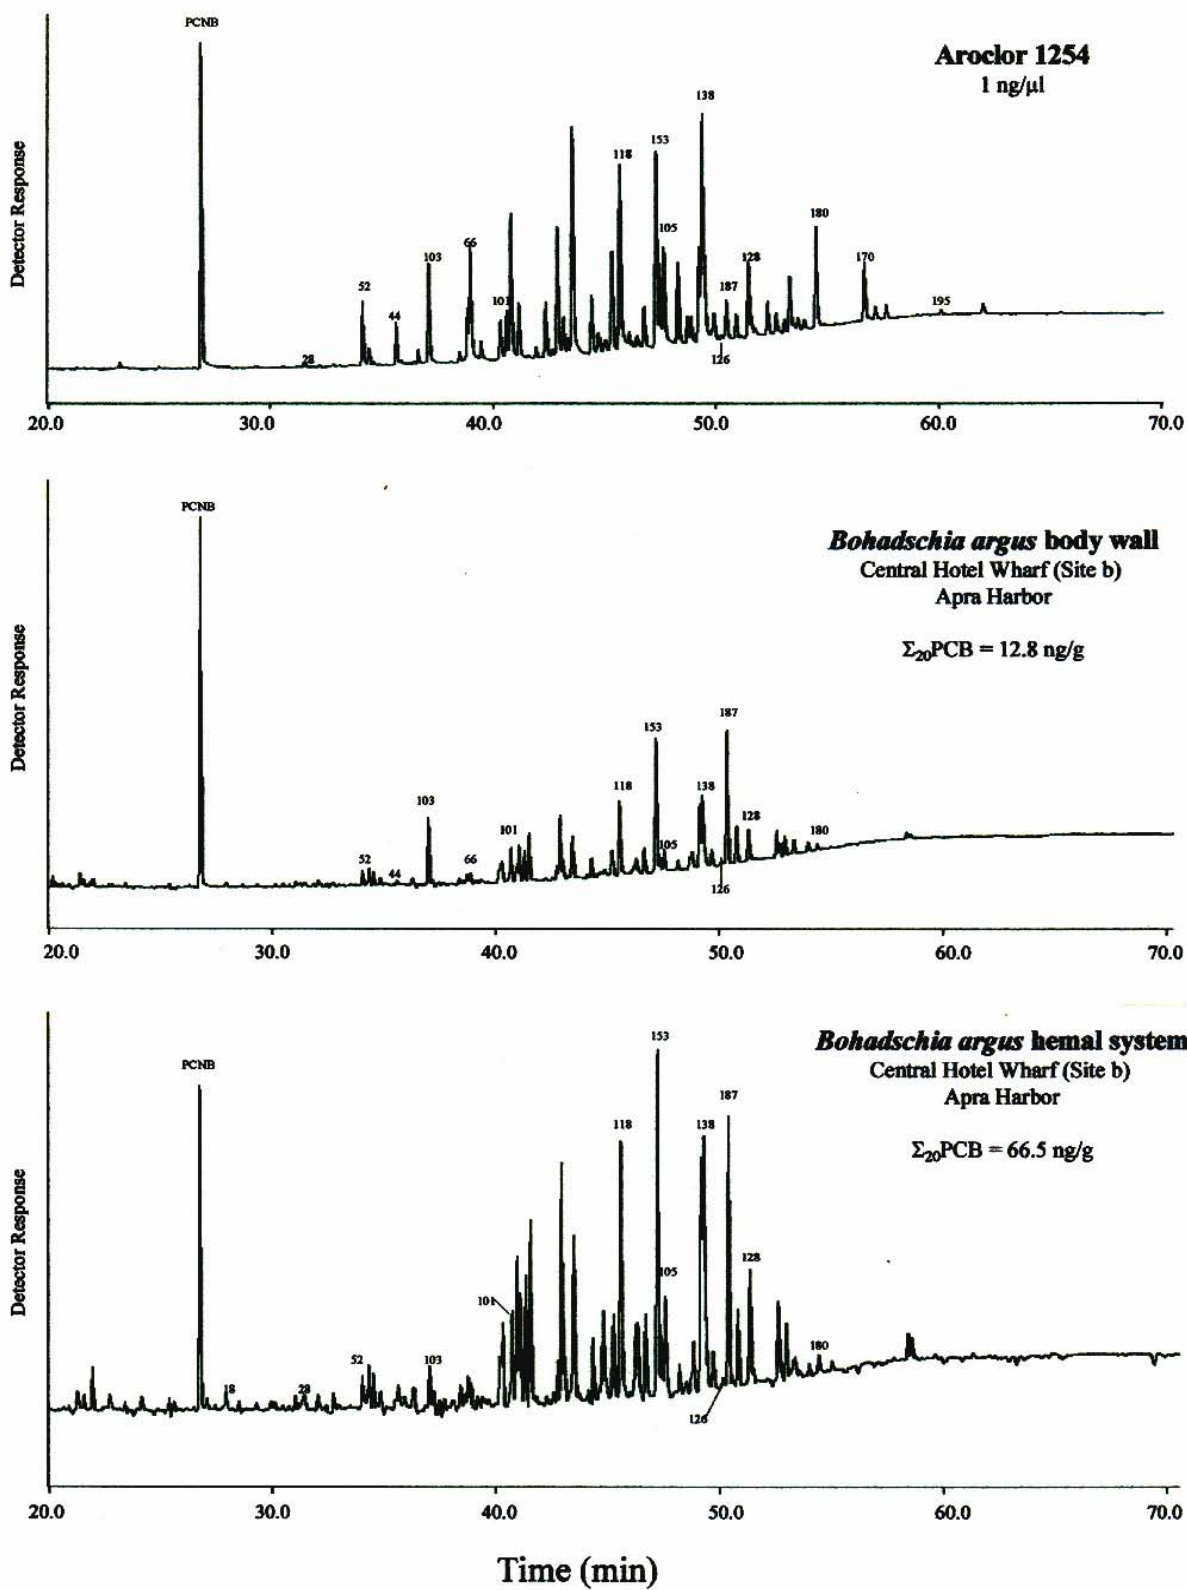 PCNB
Aroclor 1254
1 ng/µl
138
153
118
105
180
66
103
128
170
52
187
101
44
195
28
126
Detector Response
20.0 30.0 40.0 50.0 60.0 70.0
PCNB
Bohadschia argus body wall
Central Hotel Wharf (Site b)
Apra Harbor
Σ20PCB = 12.8 ng/g
187
153
118
138
103
128
101
180
105
52
66
44
126
Detector Response
20.0 30.0 40.0 50.0 60.0 70.0
Bohadschia argus hemal system
Central Hotel Wharf (Site b)
Apra Harbor
Σ20PCB = 66.5 ng/g
153
PCNB
187
118
138
128
105
101
180
52
103
18
28
126
Detector Response
20.0 30.0 40.0 50.0 60.0 70.0
Time (min)